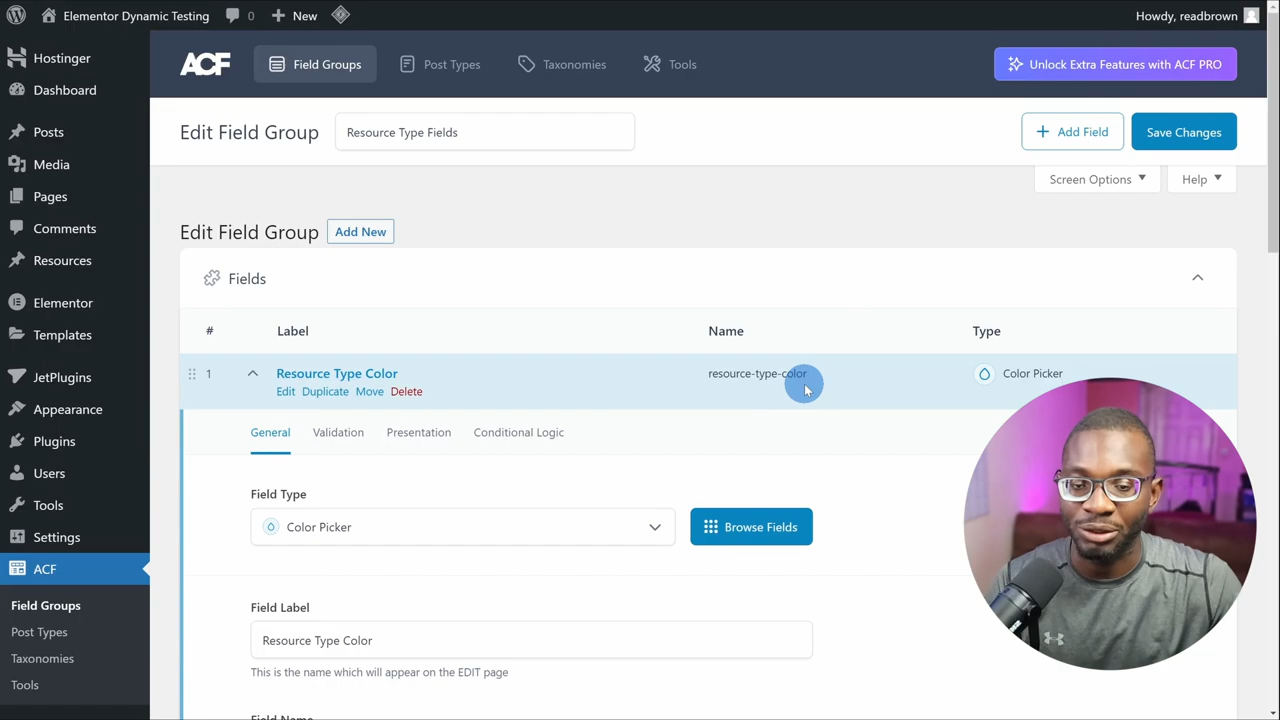 Elementor Dynamic Testing
0
New
Howdy, readbrown
Hostinger
Dashboard
Posts
Media
Pages
Comments
Resources
Elementor
Templates
JetPlugins
Appearance
Plugins
Users
Tools
Settings
ACF
Field Groups
Post Types
Taxonomies
Tools
ACF
Field Groups
Post Types
Taxonomies
Tools
Unlock Extra Features with ACF PRO
Edit Field Group
Resource Type Fields
Add Field
Save Changes
Screen Options
Help
Edit Field Group
Add New
Fields
# Label Name Type
1 Resource Type Color resource-type-color Color Picker
Edit Duplicate Move Delete
General Validation Presentation Conditional Logic
Field Type
Color Picker
Browse Fields
Field Label
Resource Type Color
This is the name which will appear on the EDIT page
Field Name